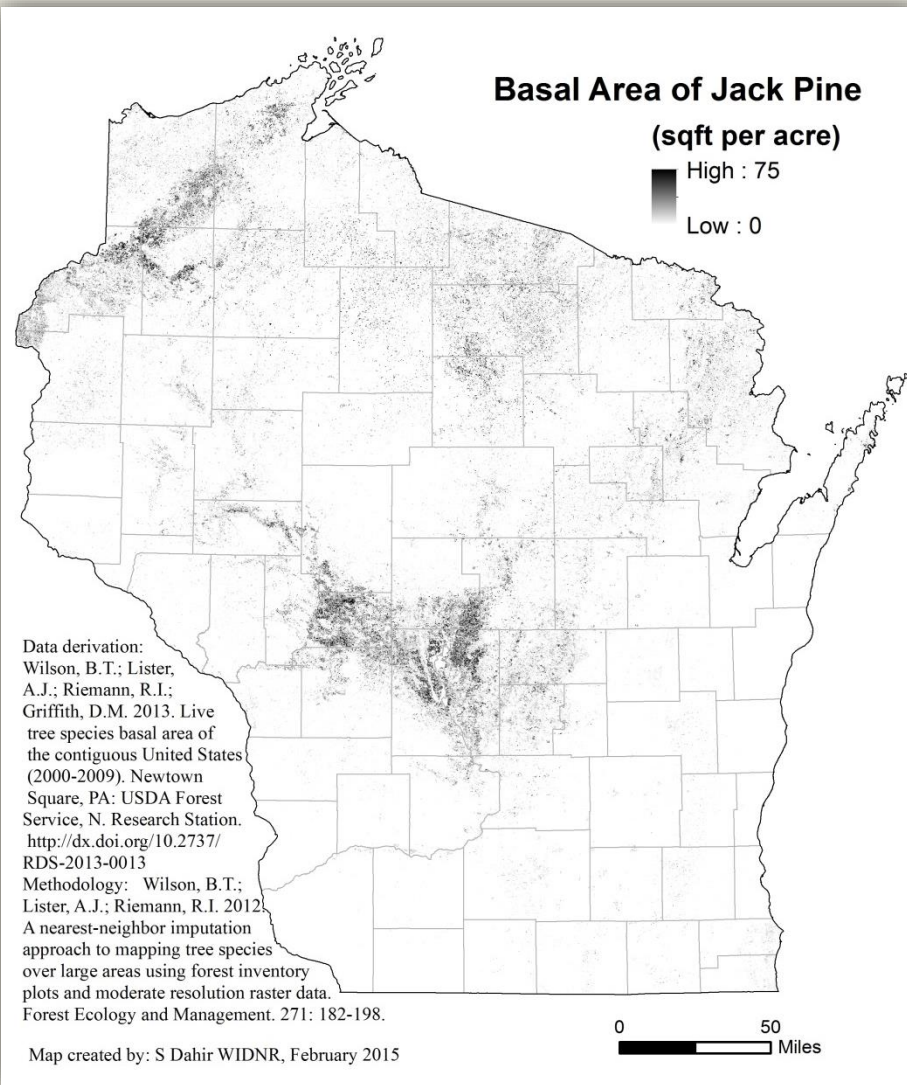 Basal Area of Jack Pine
(sqft per acre)
High : 75
Low : 0
Data derivation:
Wilson, B.T.; Lister,
A.J.; Riemann, R.I.;
Griffith, D.M. 2013. Live
tree species basal area of
the contiguous United States
(2000-2009). Newtown
Square, PA: USDA Forest
Service, N. Research Station.
http://dx.doi.org/10.2737/
RDS-2013-0013
Methodology: Wilson, B.T.;
Lister, A.J.; Riemann, R.I. 2012.
A nearest-neighbor imputation
approach to mapping tree species
over large areas using forest inventory
plots and moderate resolution raster data.
Forest Ecology and Management. 271: 182-198.
Map created by: S Dahir WIDNR, February 2015
0 50
Miles